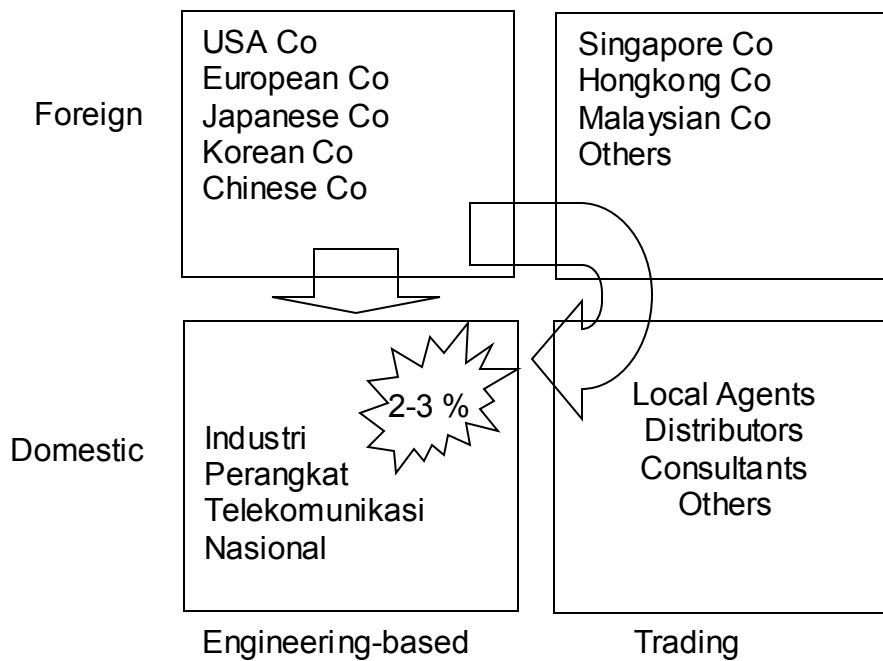 Foreign
USA Co
European Co
Japanese Co
Korean Co
Chinese Co
Singapore Co
Hongkong Co
Malaysian Co
Others
Domestic
2-3 %
Industri
Perangkat
Telekomunikasi
Nasional
Local Agents
Distributors
Consultants
Others
Engineering-based
Trading